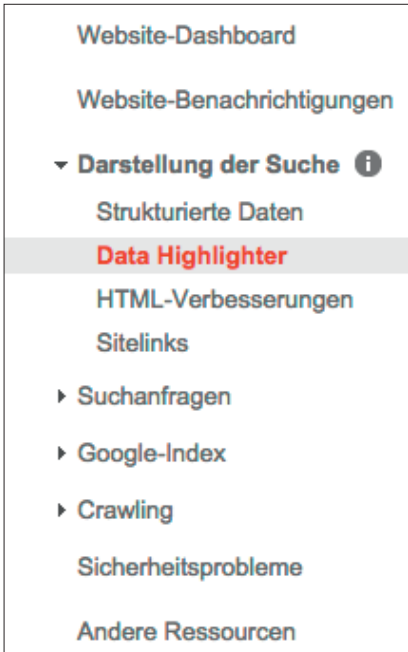 Website-Dashboard
Website-Benachrichtigungen
Darstellung der Suche
Strukturierte Daten
Data Highlighter
HTML-Verbesserungen
Sitelinks
Suchanfragen
Google-Index
Crawling
Sicherheitsprobleme
Andere Ressourcen